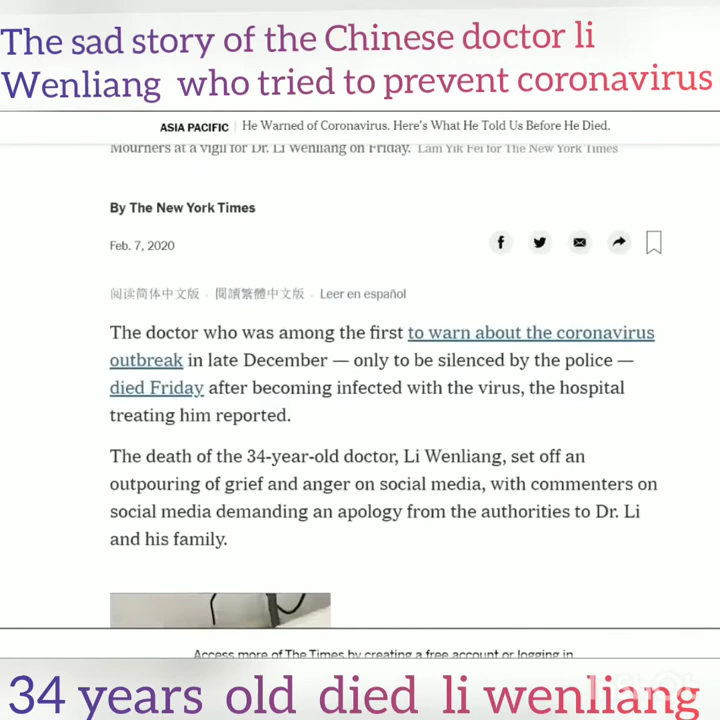 The sad story of the Chinese doctor li
Wenliang who tried to prevent coronavirus
ASIA PACIFIC | He Warned of Coronavirus. Here's What He Told Us Before He Died.
Mourners at a vigil for Dr. Li Wenliang on Friday. Lam Yik Fei for The New York Times
By The New York Times
Feb. 7, 2020
阅读简体中文版 · 閱讀繁體中文版 · Leer en español
The doctor who was among the first to warn about the coronavirus
outbreak in late December — only to be silenced by the police —
died Friday after becoming infected with the virus, the hospital
treating him reported.
The death of the 34-year-old doctor, Li Wenliang, set off an
outpouring of grief and anger on social media, with commenters on
social media demanding an apology from the authorities to Dr. Li
and his family.
Access more of The Times by creating a free account or logging in
34 years old died li wenliang